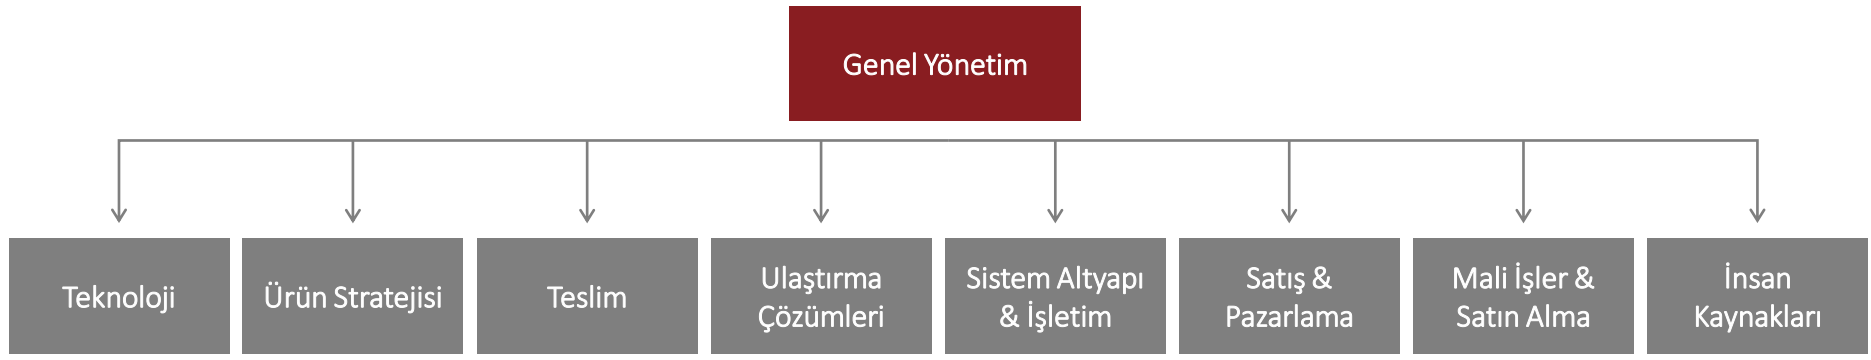 Genel Yönetim
Teknoloji
Ürün Stratejisi
Teslim
Ulaştırma
Çözümleri
Sistem Altyapı
& İşletim
Satış &
Pazarlama
Mali İşler &
Satın Alma
İnsan
Kaynakları